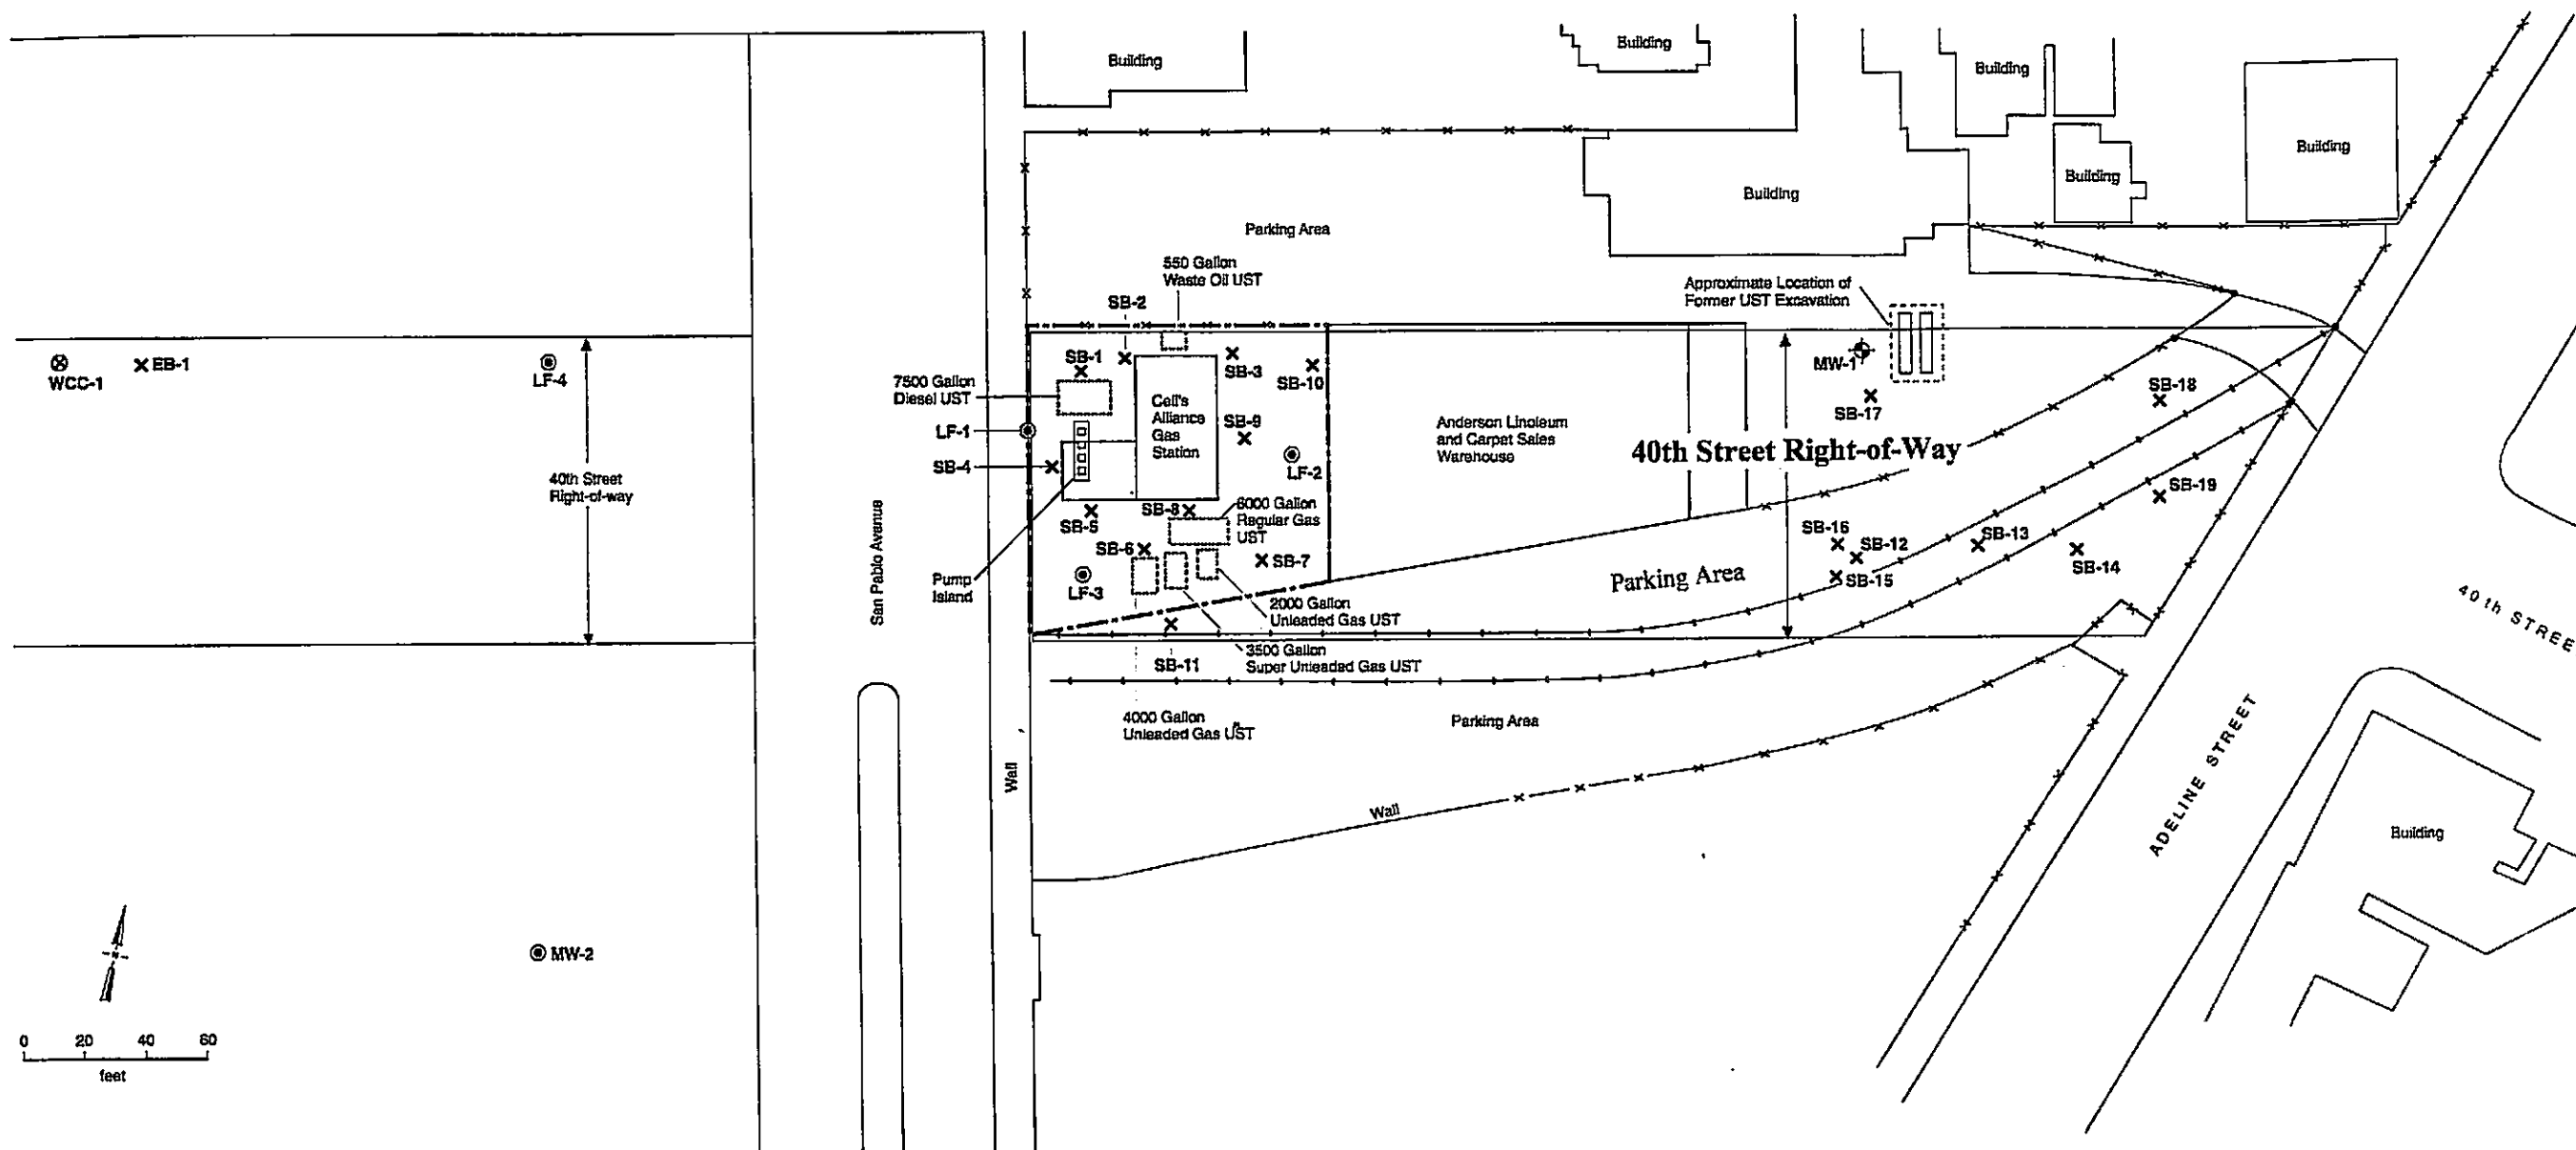 Building
Building
Building
Building
Building
Building
Parking Area
550 Gallon
Waste Oil UST
Approximate Location of
Former UST Excavation
SB-2
SB-1
SB-3
SB-10
MW-1
SB-17
SB-18
WCC-1
EB-1
LF-4
7500 Gallon
Diesel UST
Cell's
Alliance
Gas
Station
SB-9
LF-1
LF-2
SB-4
Anderson Linoleum
and Carpet Sales
Warehouse
40th Street Right-of-Way
40th Street
Right-of-way
San Pablo Avenue
SB-5
SB-8
6000 Gallon
Regular Gas
UST
SB-6
SB-7
LF-3
Pump
Island
SB-19
SB-16
SB-12
SB-13
SB-15
SB-14
Parking Area
2000 Gallon
Unleaded Gas UST
3500 Gallon
Super Unleaded Gas UST
SB-11
4000 Gallon
Unleaded Gas UST
Parking Area
40th STREE
ADELINE STREET
Wall
Wall
Building
MW-2
0 20 40 60
feet